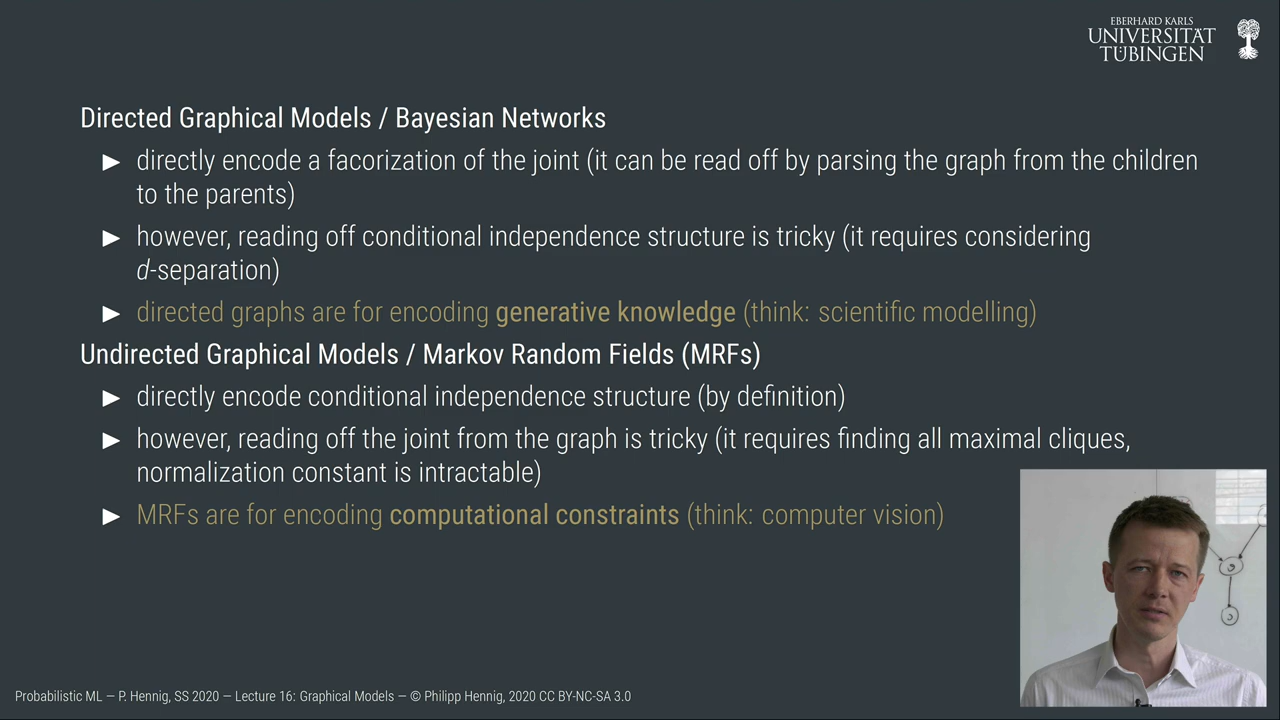 EBERHARD KARLS
UNIVERSITÄT
TÜBINGEN
Directed Graphical Models / Bayesian Networks
▶ directly encode a facorization of the joint (it can be read off by parsing the graph from the children
to the parents)
▶ however, reading off conditional independence structure is tricky (it requires considering
d-separation)
▶ directed graphs are for encoding generative knowledge (think: scientific modelling)
Undirected Graphical Models / Markov Random Fields (MRFs)
▶ directly encode conditional independence structure (by definition)
▶ however, reading off the joint from the graph is tricky (it requires finding all maximal cliques,
normalization constant is intractable)
▶ MRFs are for encoding computational constraints (think: computer vision)
Probabilistic ML — P. Hennig, SS 2020 — Lecture 16: Graphical Models — © Philipp Hennig, 2020 CC BY-NC-SA 3.0